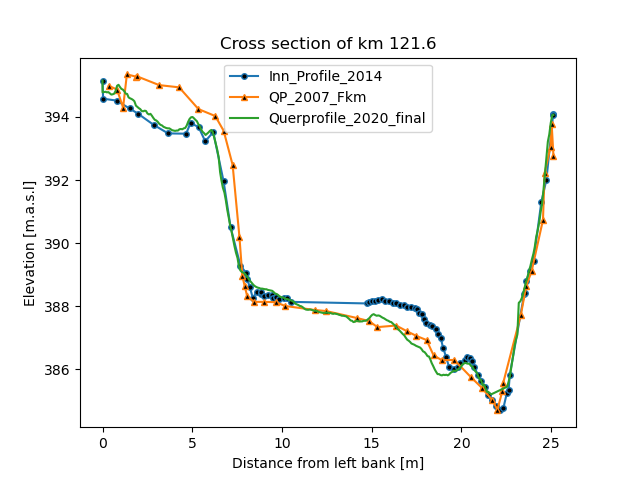 Cross section of km 121.6
Inn_Profile_2014
QP_2007_Fkm
Querprofile_2020_final
394
392
390
388
386
Elevation [m.a.s.l]
0 5 10 15 20 25
Distance from left bank [m]